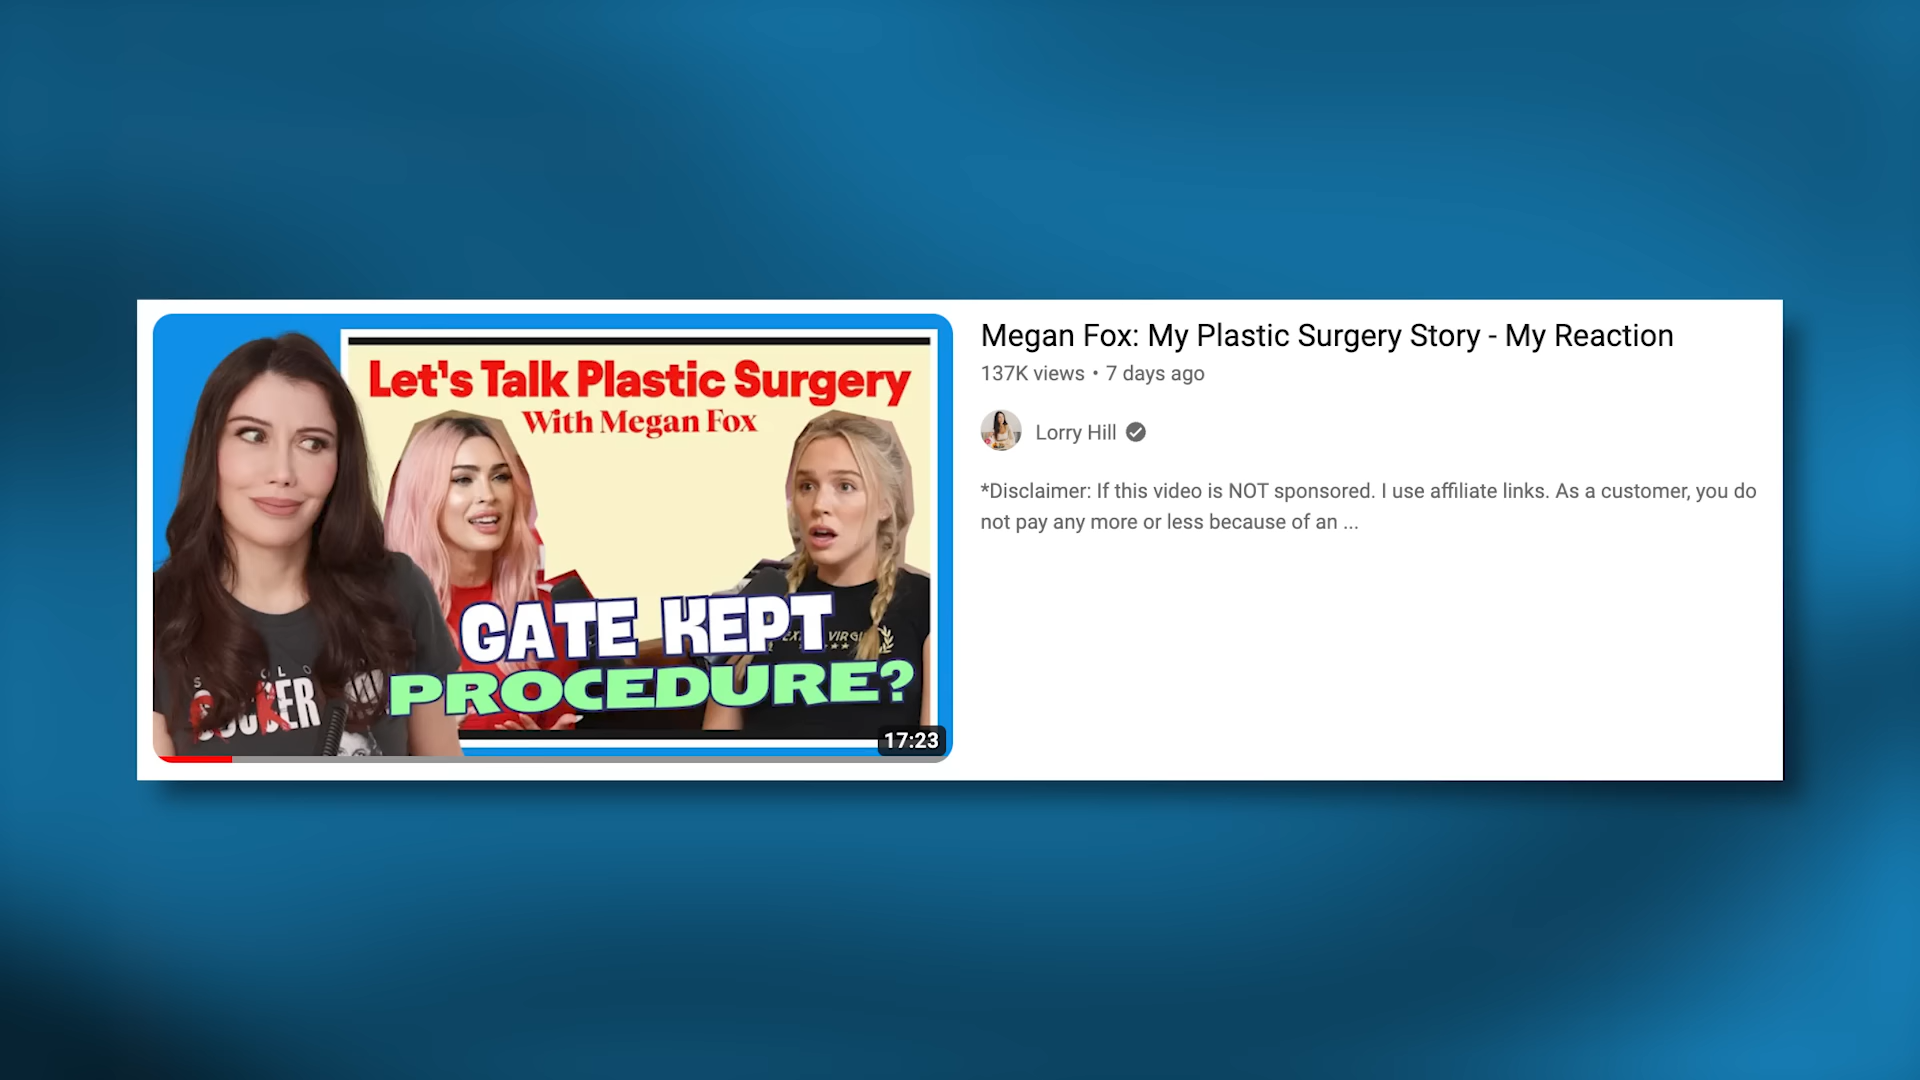 Let's Talk Plastic Surgery
With Megan Fox
GATE KEPT
PROCEDURE?
17:23
Megan Fox: My Plastic Surgery Story - My Reaction
137K views • 7 days ago
Lorry Hill
*Disclaimer: If this video is NOT sponsored. I use affiliate links. As a customer, you do
not pay any more or less because of an ...